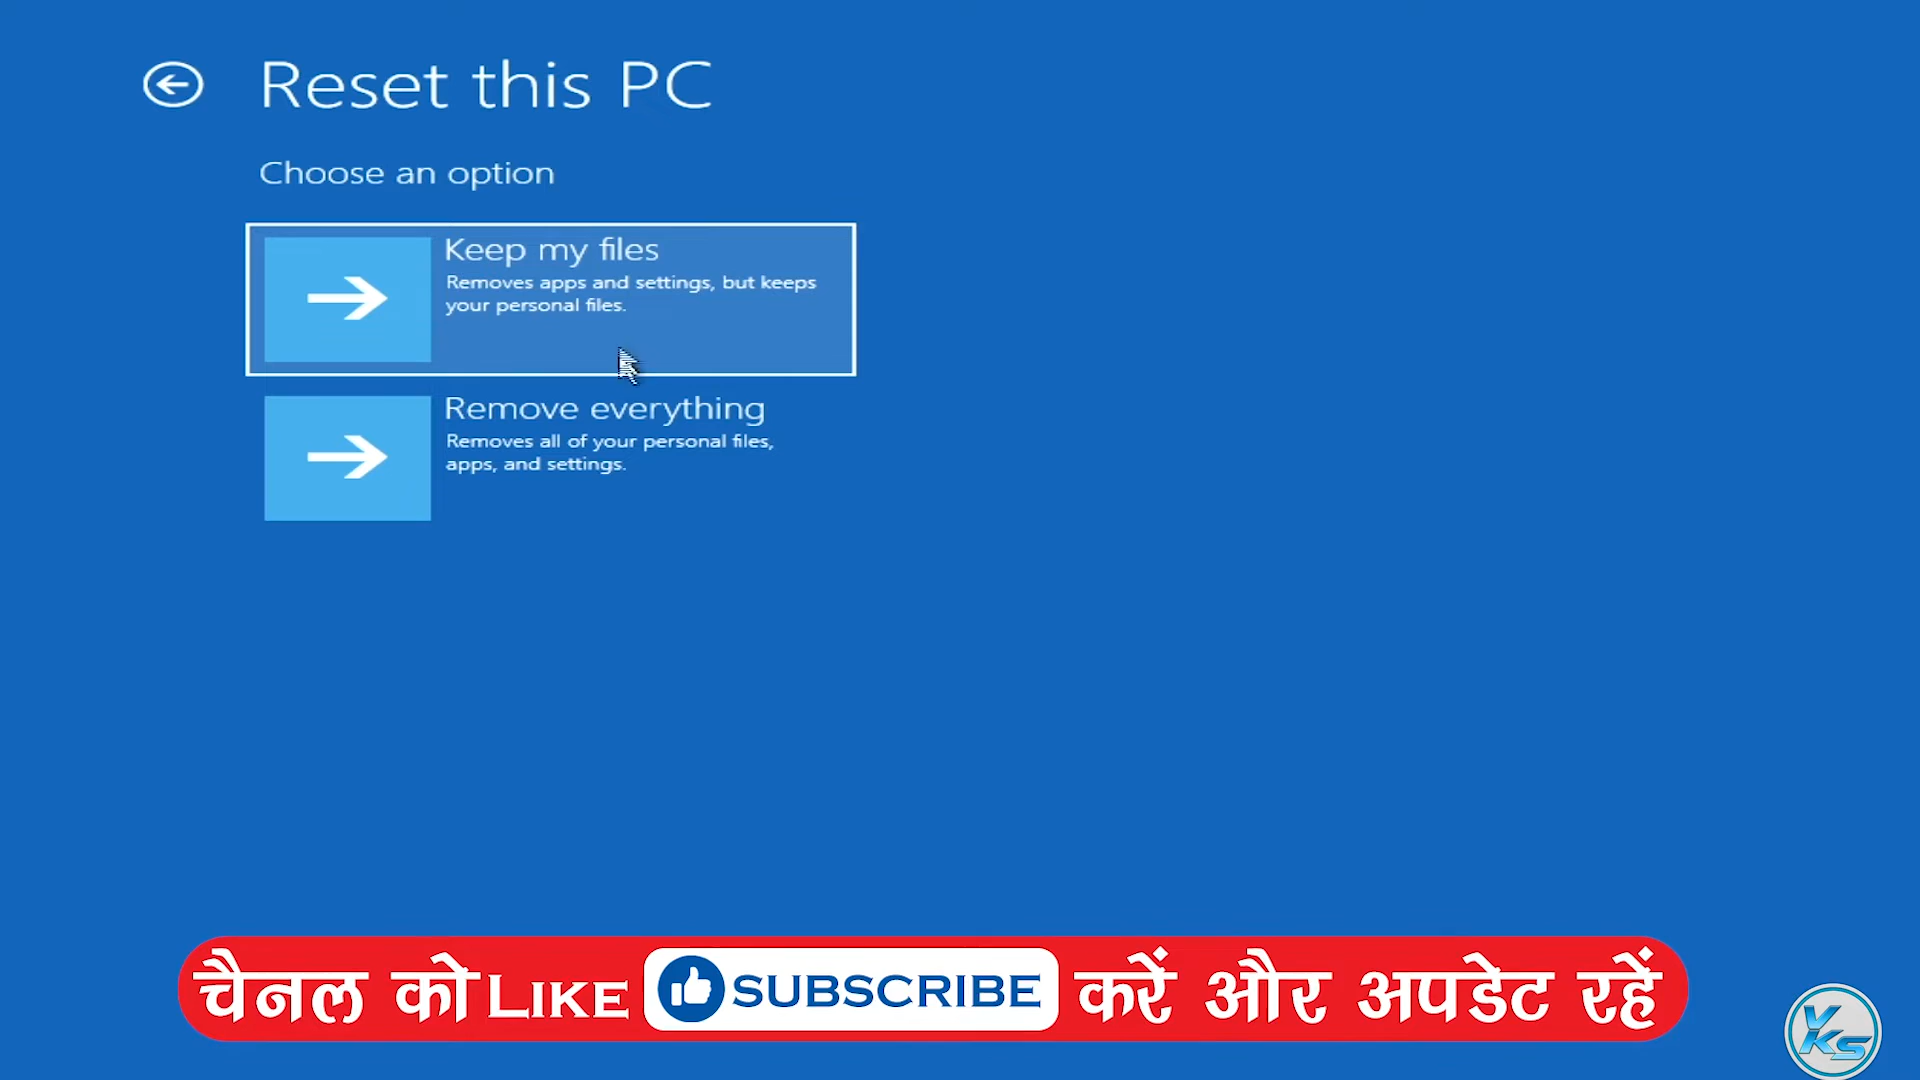 Reset this PC
Choose an option
Keep my files
Removes apps and settings, but keeps
your personal files.
Remove everything
Removes all of your personal files,
apps, and settings.
चैनल को LIKE SUBSCRIBE करें और अपडेट रहें
VKS